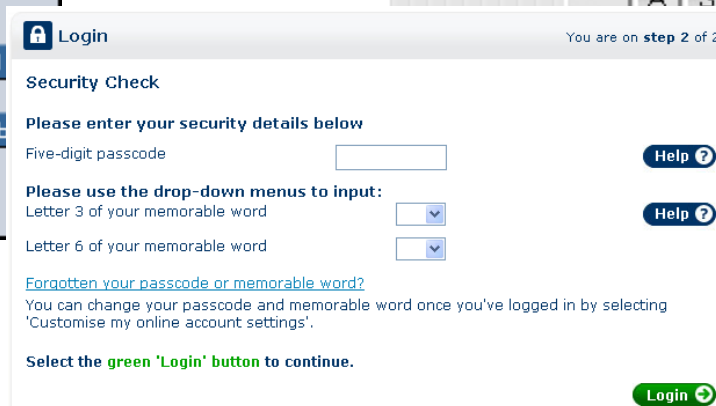 Login
You are on step 2 of 2
Security Check
Please enter your security details below
Five-digit passcode
Help ?
Please use the drop-down menus to input:
Letter 3 of your memorable word
Help ?
Letter 6 of your memorable word
Forgotten your passcode or memorable word?
You can change your passcode and memorable word once you've logged in by selecting
'Customise my online account settings'.
Select the green 'Login' button to continue.
Login